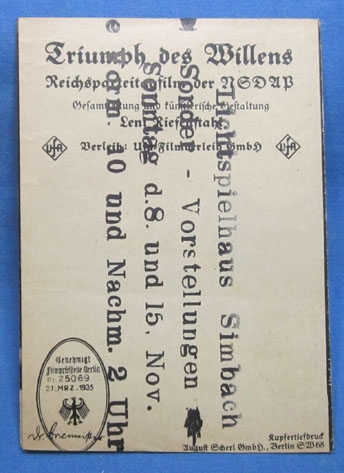 Triumph des Willens
Reichsparteitagfilm der NSDAP
Gesamtleitung und künstlerische Gestaltung
Leni Riefenstahl
Ufa
Verleih: Ufa-Filmverleih GmbH
Ufa
Lichtspielhaus Simbach
Sonder - Vorstellungen
Sonntag d. 8. und 15. Nov.
Vorm. 10 und Nachm. 2 Uhr
Genehmigt
Filmprüfstelle Berlin
Nr. 25069
21. MRZ. 1935
Kupfertiefdruck
August Scherl GmbH., Berlin SW68